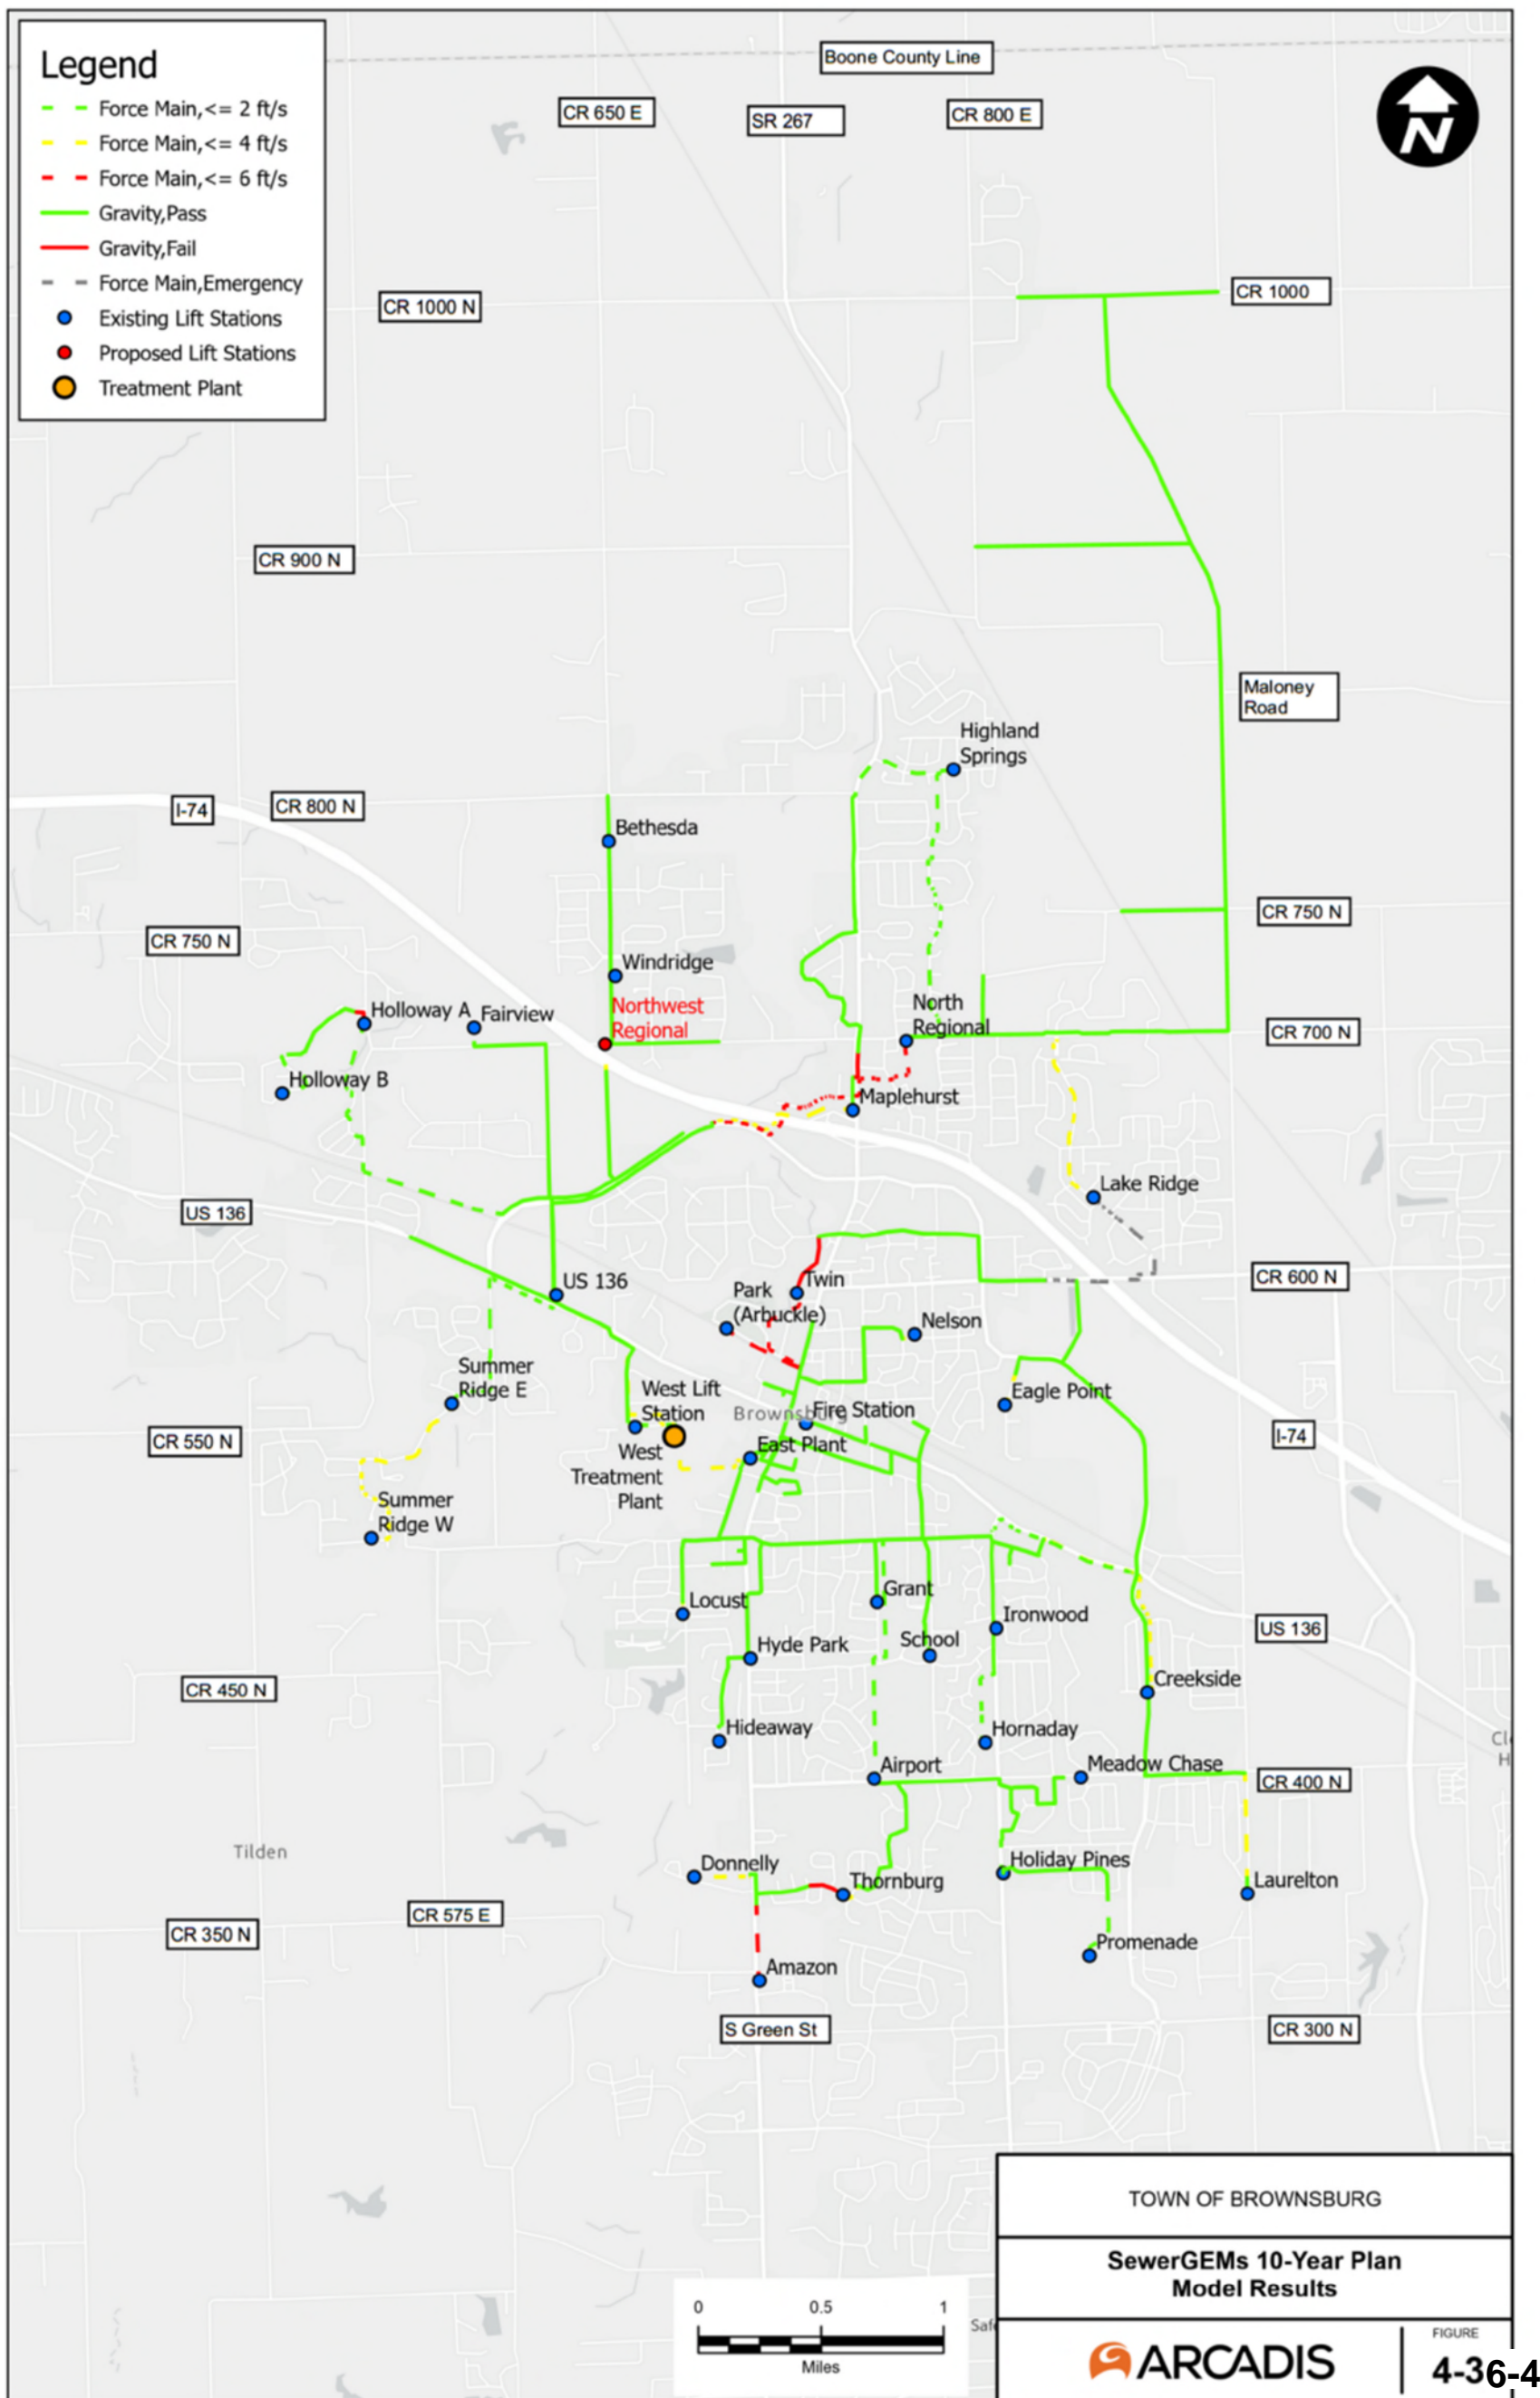 Legend
Force Main,<= 2 ft/s
Force Main,<= 4 ft/s
Force Main,<= 6 ft/s
Gravity,Pass
Gravity,Fail
Force Main,Emergency
Existing Lift Stations
Proposed Lift Stations
Treatment Plant
Boone County Line
CR 650 E
SR 267
CR 800 E
N
CR 1000 N
CR 1000
CR 900 N
Maloney
Road
Highland
Springs
I-74
CR 800 N
Bethesda
CR 750 N
CR 750 N
Windridge
Holloway A
Fairview
Northwest
Regional
North
Regional
CR 700 N
Holloway B
Maplehurst
Lake Ridge
US 136
US 136
Park
(Arbuckle)
Twin
Nelson
CR 600 N
Summer
Ridge E
West Lift
Station
Brownsburg
Fire Station
Eagle Point
CR 550 N
I-74
East Plant
West
Treatment
Plant
Summer
Ridge W
Locust
Grant
Ironwood
US 136
Hyde Park
School
CR 450 N
Creekside
Hideaway
Hornaday
Cl
H
Airport
Meadow Chase
CR 400 N
Tilden
Donnelly
Thornburg
Holiday Pines
Laurelton
CR 575 E
CR 350 N
Promenade
Amazon
S Green St
CR 300 N
TOWN OF BROWNSBURG
SewerGEMs 10-Year Plan
Model Results
0 0.5 1
Miles
Safe
ARCADIS
FIGURE
4-36-4